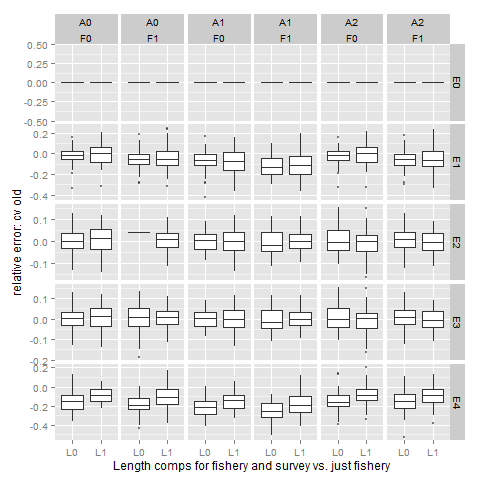 A0 A0 A1 A1 A2 A2
F0 F1 F0 F1 F0 F1
0.50
0.25
0.00
-0.25
-0.50
E0
0.2
0.0
-0.2
-0.4
E1
0.1
0.0
-0.1
E2
0.1
0.0
-0.1
-0.2
E3
0.2
0.0
-0.2
-0.4
E4
relative error: cv old
L0 L1 L0 L1 L0 L1 L0 L1 L0 L1 L0 L1
Length comps for fishery and survey vs. just fishery